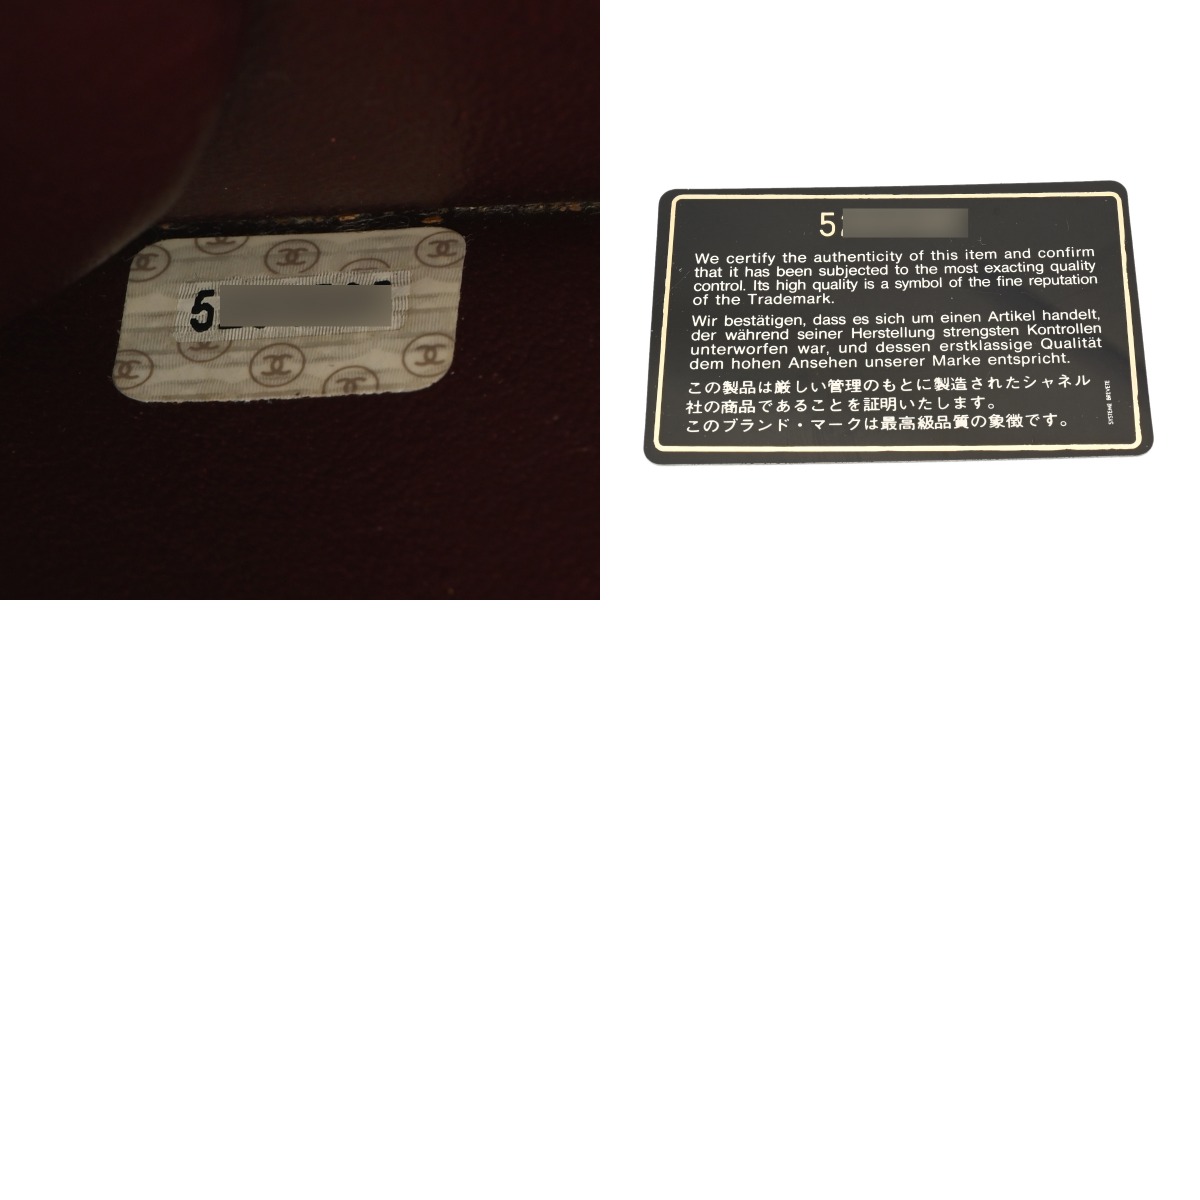 5
5
We certify the authenticity of this item and confirm
that it has been subjected to the most exacting quality
control. Its high quality is a symbol of the fine reputation
of the Trademark.
Wir bestätigen, dass es sich um einen Artikel handelt,
der während seiner Herstellung strengsten Kontrollen
unterworfen war, und dessen erstklassige Qualität
dem hohen Ansehen unserer Marke entspricht.
この製品は厳しい管理のもとに製造されたシャネル
社の商品であることを証明いたします。
このブランド・マークは最高級品質の象徴です。
SYSTEME BREVETE